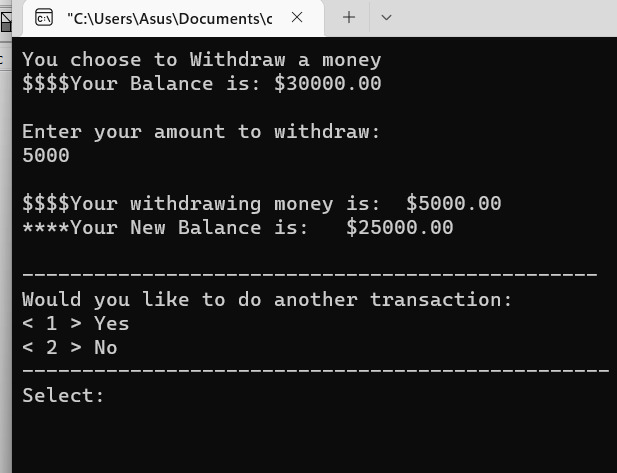 "C:\Users\Asus\Documents\c
You choose to Withdraw a money
$$$$Your Balance is: $30000.00
Enter your amount to withdraw:
5000
$$$$Your withdrawing money is:  $5000.00
****Your New Balance is:   $25000.00
------------------------------------------------
Would you like to do another transaction:
< 1 > Yes
< 2 > No
-------------------------------------------------
Select: